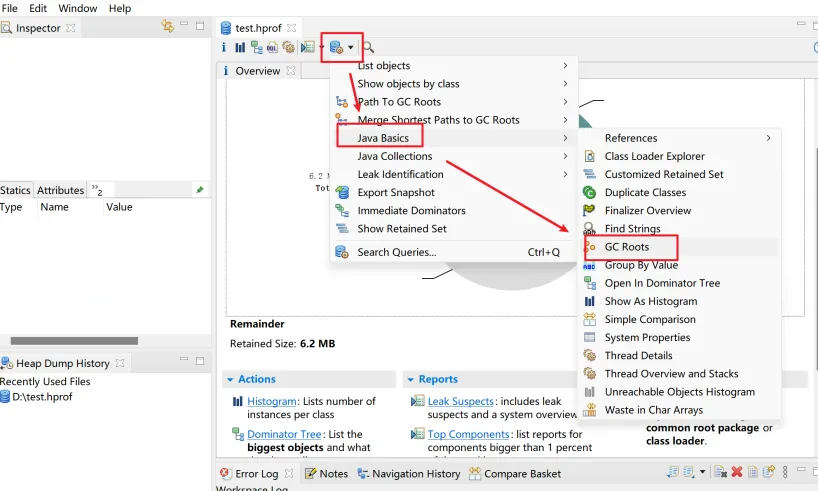 File Edit Window Help
Inspector
test.hprof
i Overview
List objects
Show objects by class
Path To GC Roots
Merge Shortest Paths to GC Roots
Java Basics
Java Collections
Leak Identification
Export Snapshot
Immediate Dominators
Show Retained Set
Search Queries... Ctrl+Q
References
Class Loader Explorer
Customized Retained Set
Duplicate Classes
Finalizer Overview
Find Strings
GC Roots
Group By Value
Open In Dominator Tree
Show As Histogram
Simple Comparison
System Properties
Thread Details
Thread Overview and Stacks
Unreachable Objects Histogram
Waste in Char Arrays
6.2 M
Tot
Statics Attributes »2
Type Name Value
Remainder
Retained Size: 6.2 MB
Heap Dump History
Recently Used Files
D:\test.hprof
Actions
Histogram: Lists number of
instances per class
Dominator Tree: List the
biggest objects and what
Reports
Leak Suspects: includes leak
suspects and a system overview
Top Components: list reports for
components bigger than 1 percent
common root package or
class loader.
Error Log Notes Navigation History Compare Basket
Workspace Log